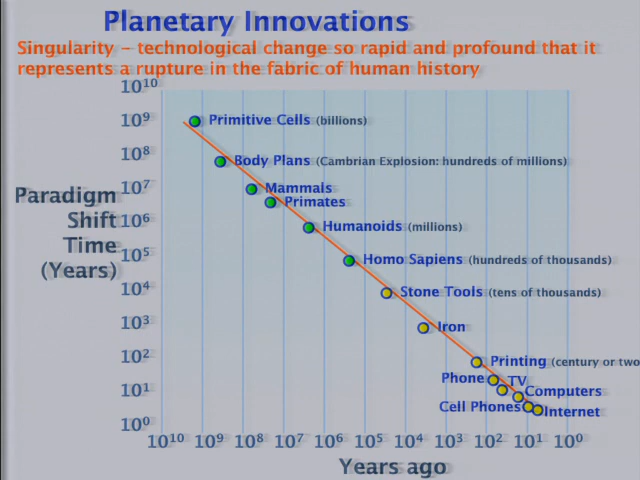 Planetary Innovations
Singularity – technological change so rapid and profound that it
represents a rupture in the fabric of human history
10¹⁰
10⁹
10⁸
10⁷
10⁶
10⁵
10⁴
10³
10²
10¹
10⁰
Paradigm
Shift
Time
(Years)
Primitive Cells (billions)
Body Plans (Cambrian Explosion: hundreds of millions)
Mammals
Primates
Humanoids (millions)
Homo Sapiens (hundreds of thousands)
Stone Tools (tens of thousands)
Iron
Printing (century or two
Phone
TV
Computers
Cell Phones
Internet
10¹⁰ 10⁹ 10⁸ 10⁷ 10⁶ 10⁵ 10⁴ 10³ 10² 10¹ 10⁰
Years ago